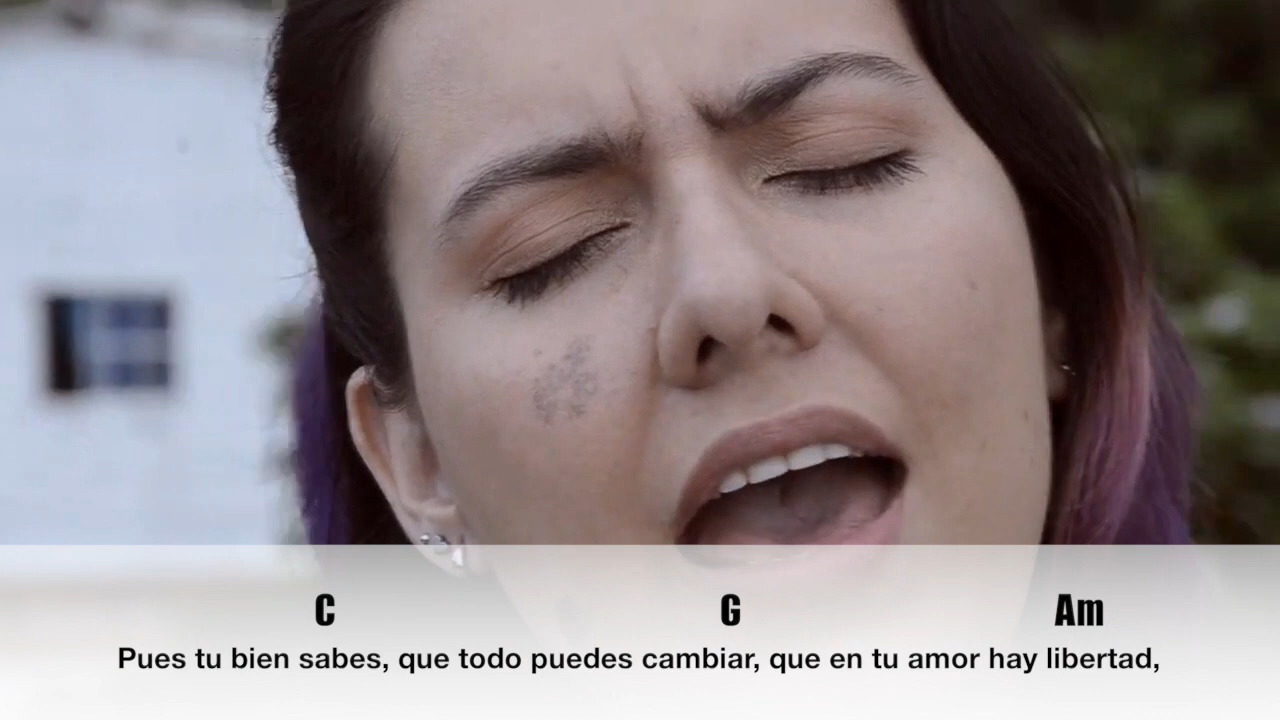 C G Am
Pues tu bien sabes, que todo puedes cambiar, que en tu amor hay libertad,